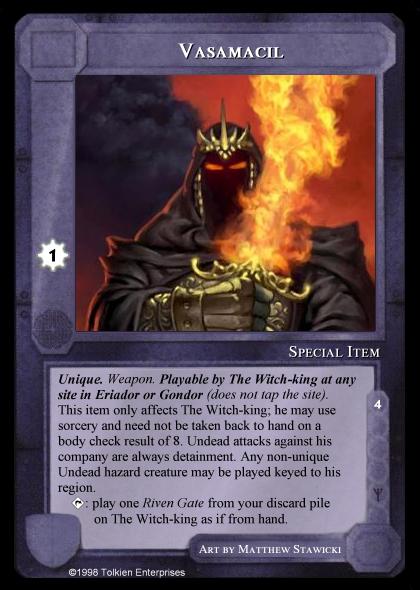 VASAMACIL
1
SPECIAL ITEM
Unique. Weapon. Playable by The Witch-king at any
site in Eriador or Gondor (does not tap the site).
This item only affects The Witch-king; he may use
sorcery and need not be taken back to hand on a
body check result of 8. Undead attacks against his
company are always detainment. Any non-unique
Undead hazard creature may be played keyed to his
region.
: play one Riven Gate from your discard pile
on The Witch-king as if from hand.
4
ART BY MATTHEW STAWICKI
©1998 Tolkien Enterprises